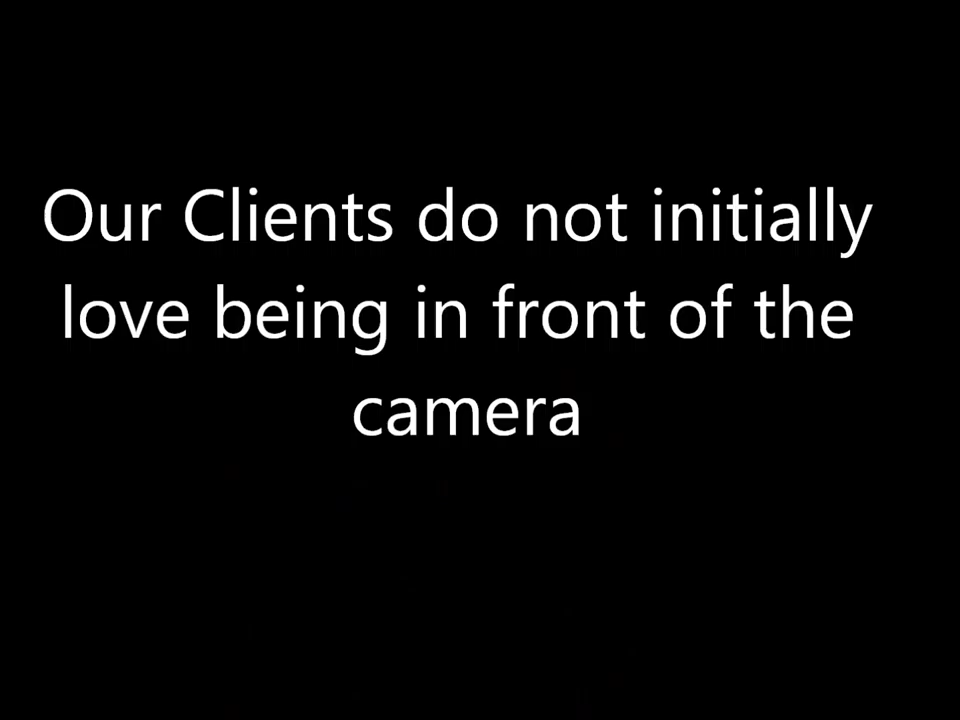 Our Clients do not initially
love being in front of the
camera